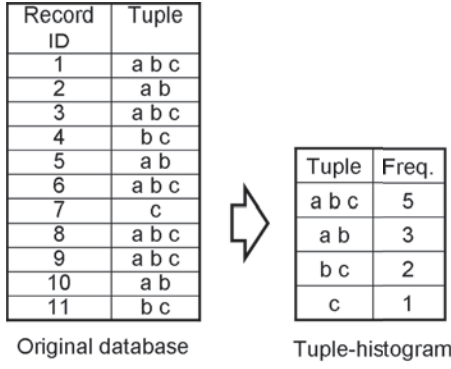 Record ID Tuple
1 a b c
2 a b
3 a b c
4 b c
5 a b
6 a b c
7 c
8 a b c
9 a b c
10 a b
11 b c
Original database
Tuple Freq.
a b c 5
a b 3
b c 2
c 1
Tuple-histogram